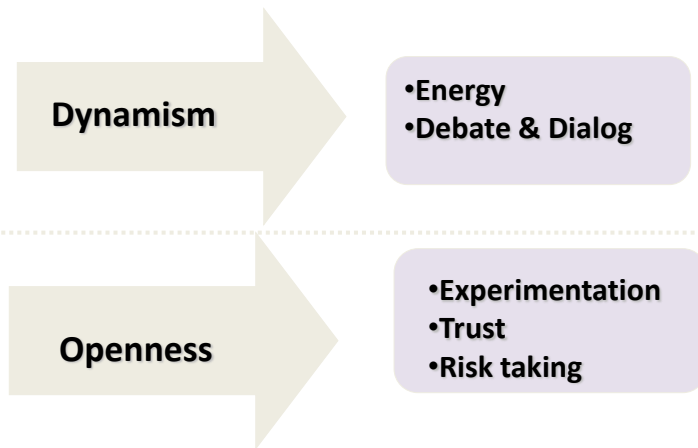 Dynamism
•Energy
•Debate & Dialog
Openness
•Experimentation
•Trust
•Risk taking